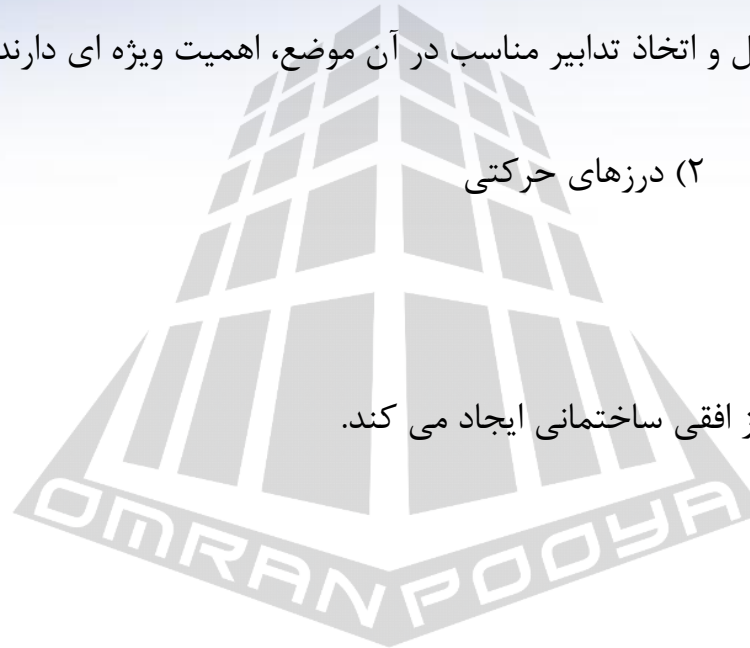 ل و اتخاذ تدابیر مناسب در آن موضع، اهمیت ویژه ای دارند
۲) درزهای حرکتی
ز افقی ساختمانی ایجاد می کند.
OMRANPOOYA